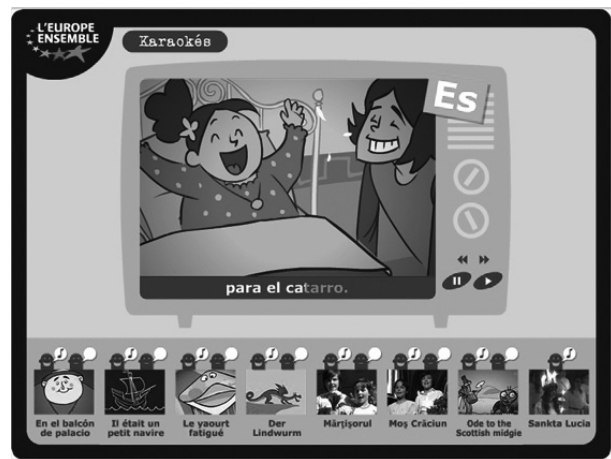 L'EUROPE
ENSEMBLE
Karaokés
Es
para el catarro.
En el balcón
de palacio
Il était un
petit navire
Le yaourt
fatigué
Der
Lindwurm
Mărţişorul
Moş Crăciun
Ode to the
Scottish midgie
Sankta Lucia